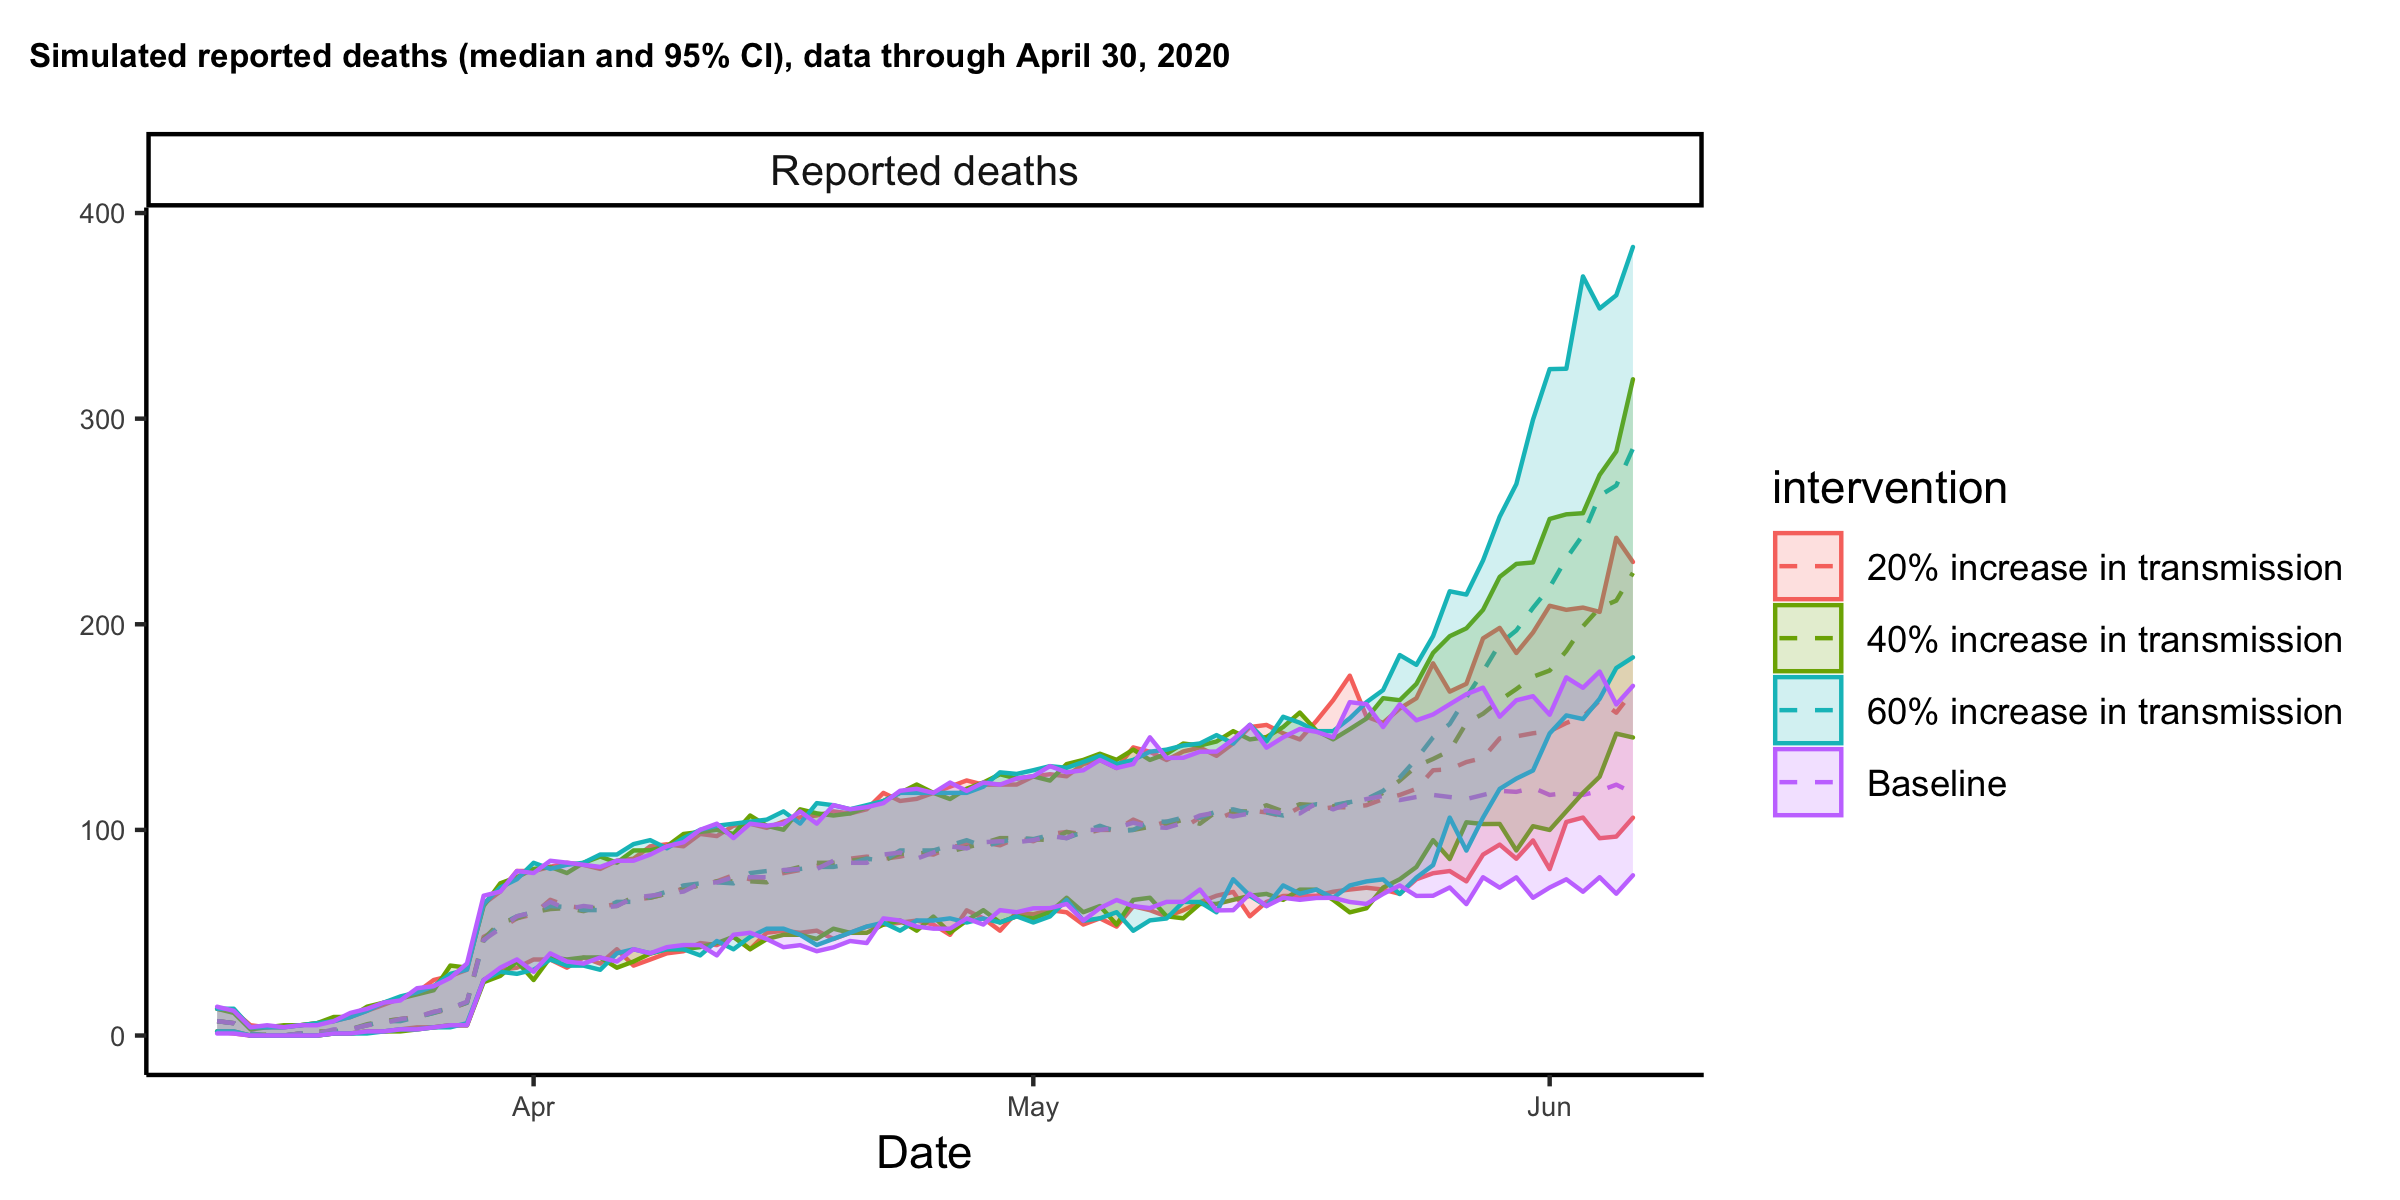 Simulated reported deaths (median and 95% CI), data through April 30, 2020
Reported deaths
400
300
200
100
0
Apr
May
Jun
Date
intervention
20% increase in transmission
40% increase in transmission
60% increase in transmission
Baseline